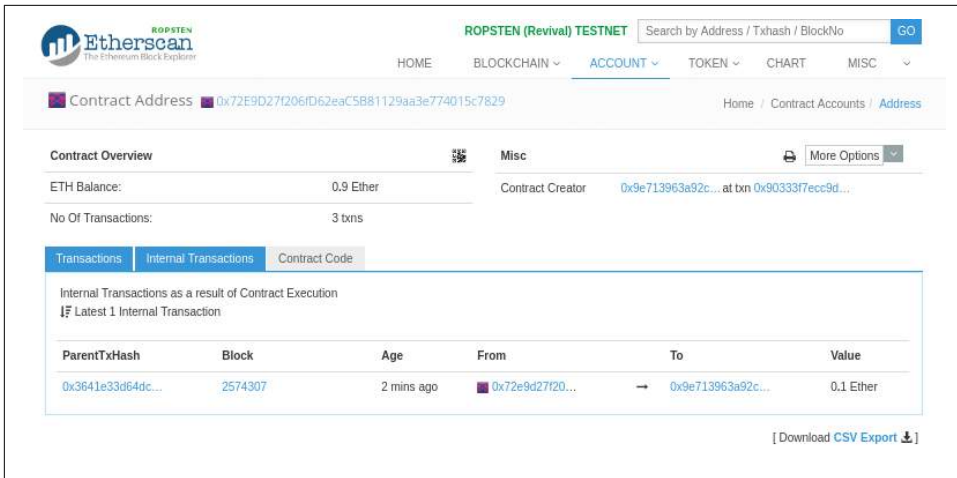 ROPSTEN
Etherscan
The Ethereum Block Explorer
ROPSTEN (Revival) TESTNET Search by Address / Txhash / BlockNo GO
HOME BLOCKCHAIN ACCOUNT TOKEN CHART MISC
Contract Address 0x72E9D27f206fD62eaC5B81129aa3e774015c7829 Home / Contract Accounts / Address
Contract Overview Misc More Options
ETH Balance: 0.9 Ether Contract Creator 0x9e713963a92c... at txn 0x90333f7ecc9d...
No Of Transactions: 3 txns
Transactions Internal Transactions Contract Code
Internal Transactions as a result of Contract Execution
Latest 1 Internal Transaction
ParentTxHash Block Age From To Value
0x3641e33d64dc... 2574307 2 mins ago 0x72e9d27f20... → 0x9e713963a92c... 0.1 Ether
[ Download CSV Export ]